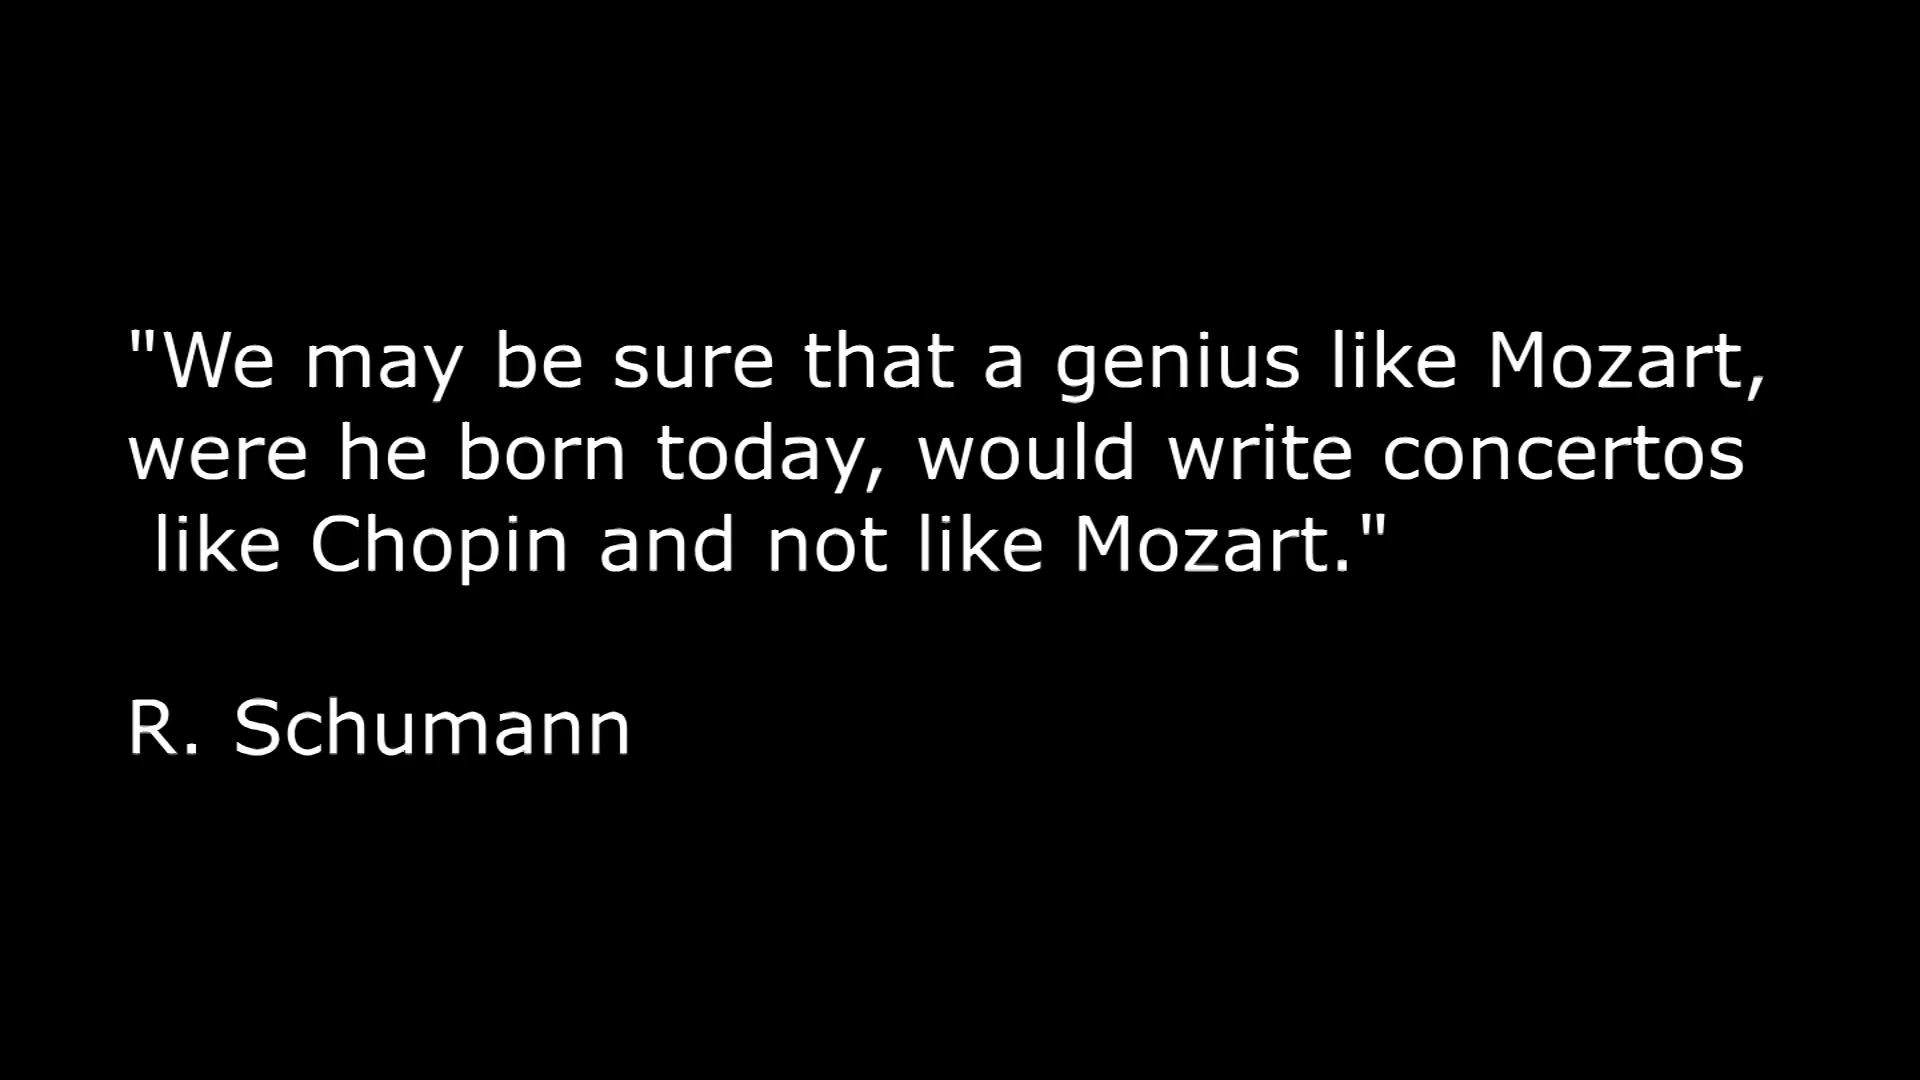 "We may be sure that a genius like Mozart,
were he born today, would write concertos
like Chopin and not like Mozart."
R. Schumann